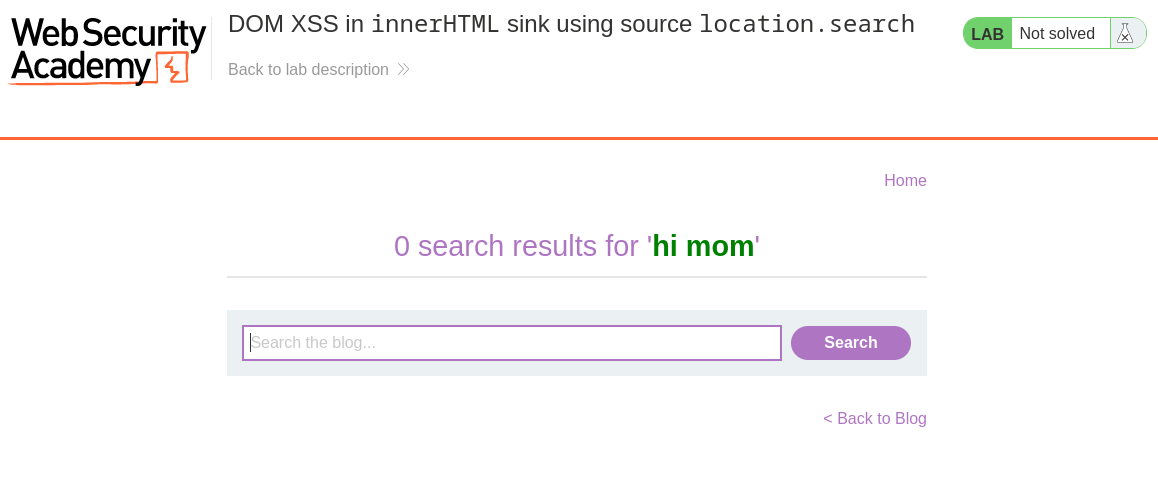 Web Security
Academy
DOM XSS in innerHTML sink using source location.search
Back to lab description
LAB Not solved
Home
0 search results for 'hi mom'
Search the blog...
Search
< Back to Blog